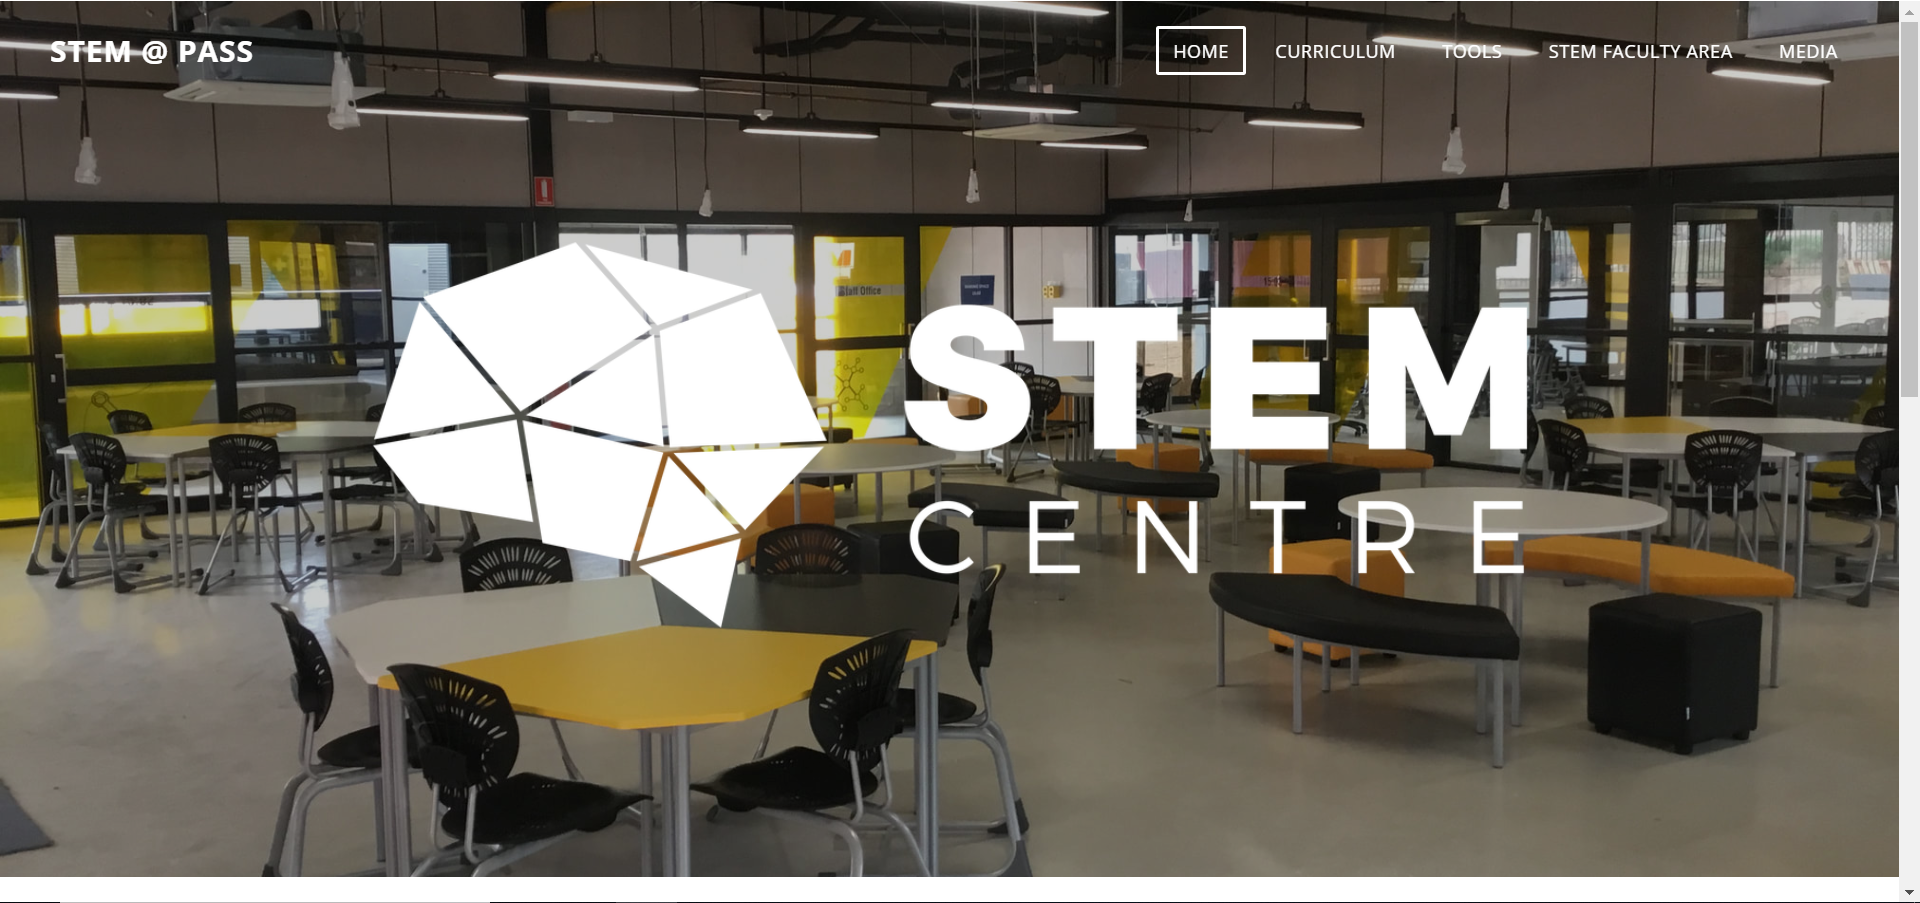 STEM @ PASS
HOME
CURRICULUM
TOOLS
STEM FACULTY AREA
MEDIA
Staff Office
STEM
CENTRE